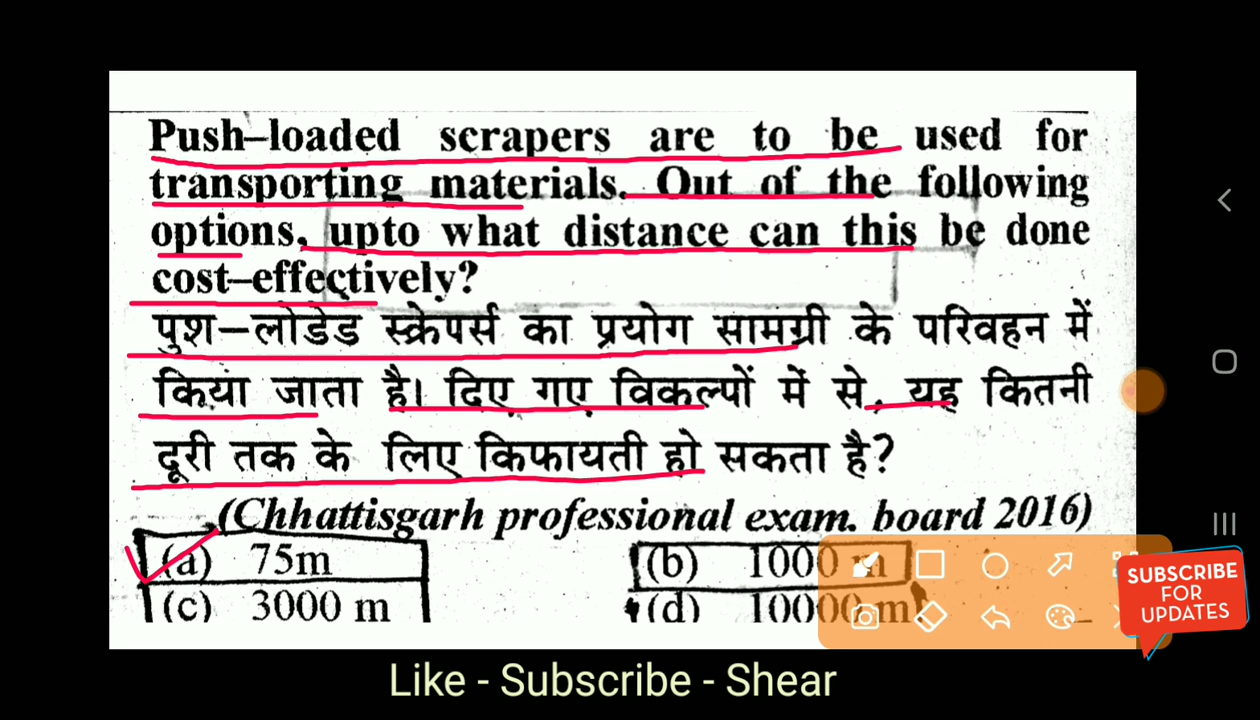 Push–loaded scrapers are to be used for
transporting materials. Out of the following
options, upto what distance can this be done
cost–effectively?
पुश–लोडेड स्क्रेपर्स का प्रयोग सामग्री के परिवहन में
किया जाता है। दिए गए विकल्पों में से, यह कितनी
दूरी तक के लिए किफायती हो सकता है?
(Chhattisgarh professional exam. board 2016)
(a) 75m
(b) 1000 m
(c) 3000 m
(d) 10000 m
SUBSCRIBE
FOR
UPDATES
Like - Subscribe - Shear